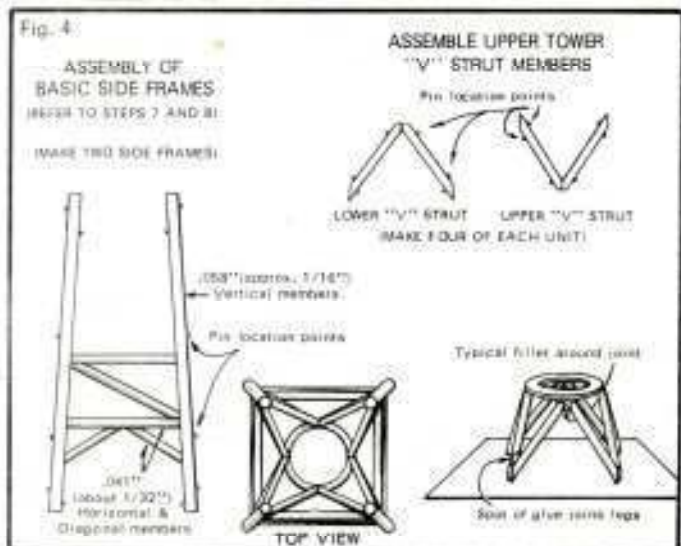 Fig. 4
ASSEMBLY OF
BASIC SIDE FRAMES
(REFER TO STEPS 7 AND 8)
(MAKE TWO SIDE FRAMES)
ASSEMBLE UPPER TOWER
"V" STRUT MEMBERS
Pin location points
LOWER "V" STRUT
UPPER "V" STRUT
(MAKE FOUR OF EACH UNIT)
.058" (approx. 1/16")
Vertical members
Pin location points
.041"
(about 1/32")
Horizontal &
Diagonal members
TOP VIEW
Typical fillet around joint
Spot of glue joins legs